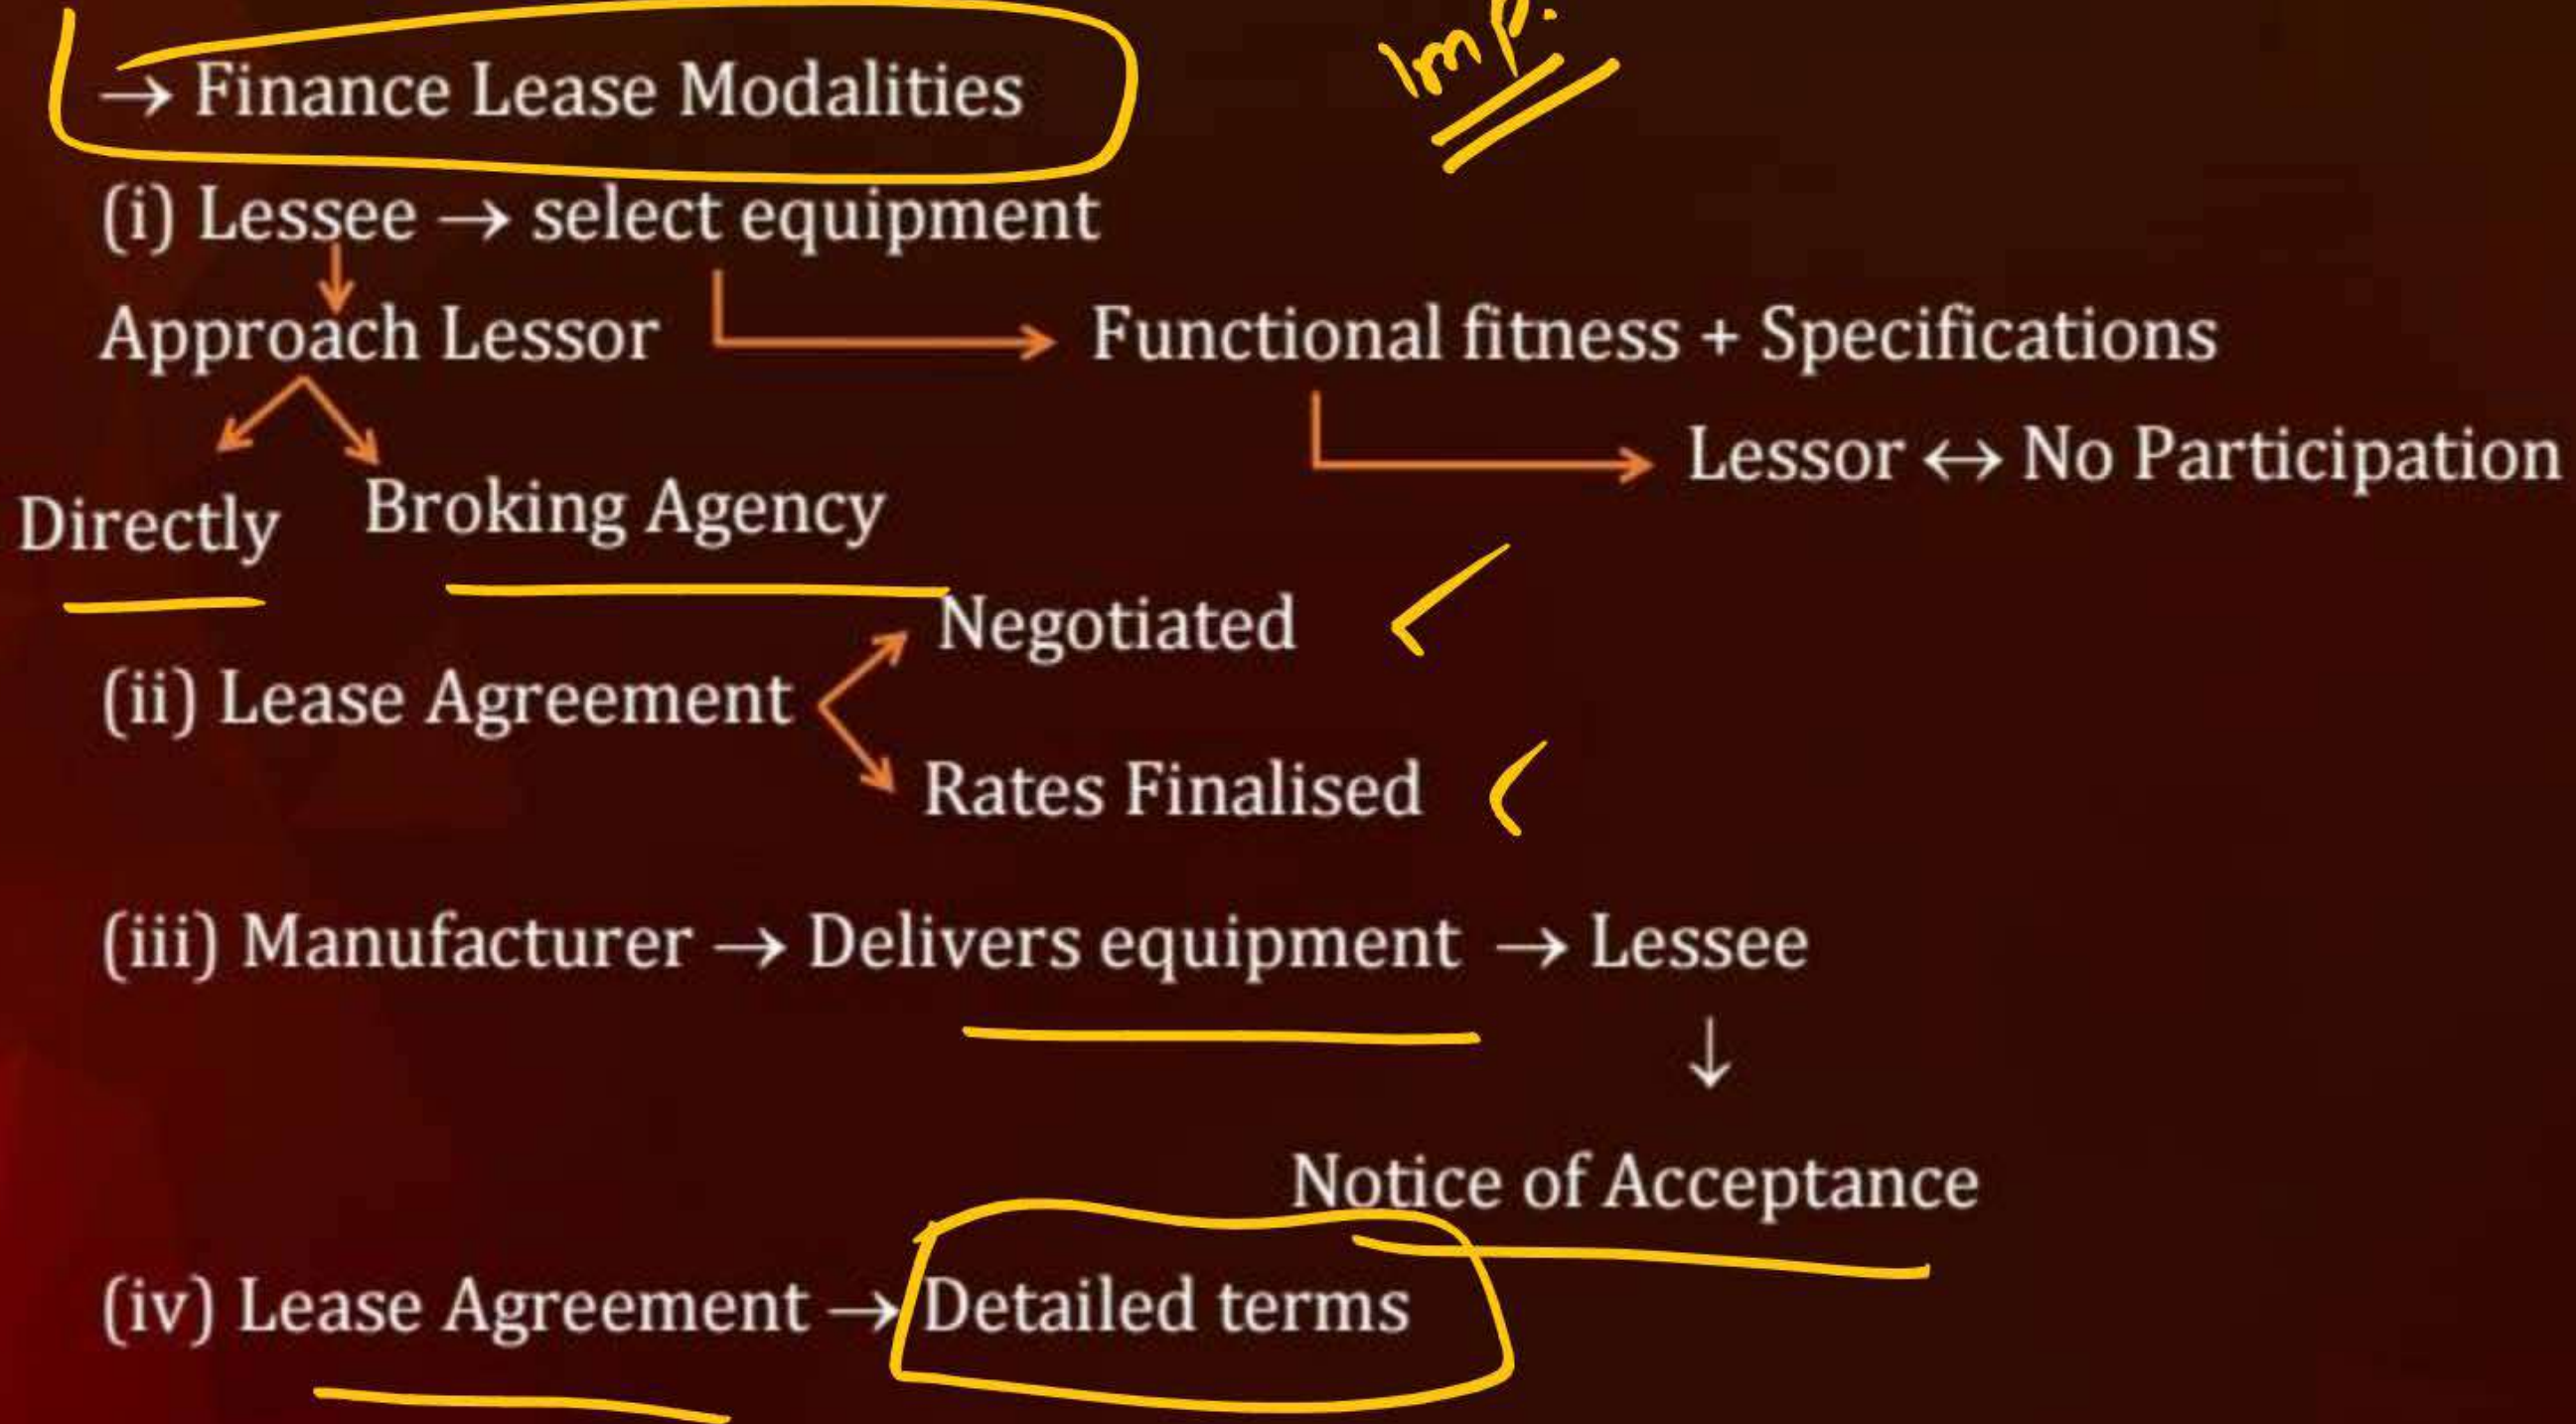 Imp.
→ Finance Lease Modalities
(i) Lessee → select equipment
Approach Lessor
Functional fitness + Specifications
Lessor ↔ No Participation
Directly
Broking Agency
Negotiated
(ii) Lease Agreement
Rates Finalised
(iii) Manufacturer → Delivers equipment → Lessee
↓
Notice of Acceptance
(iv) Lease Agreement → Detailed terms